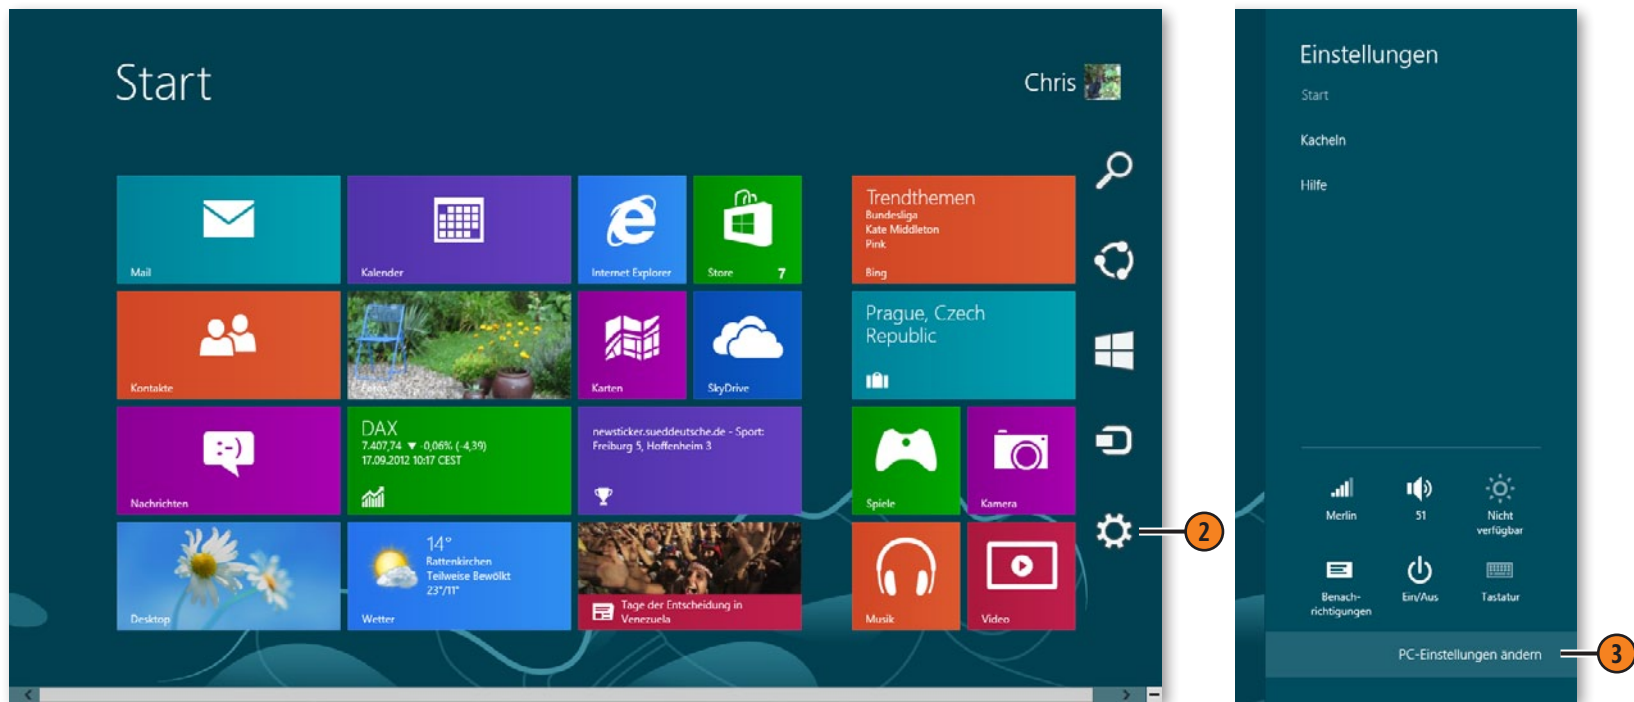 Start
Chris
Mail
Kalender
Internet Explorer
Store 7
Trendthemen
Bundesliga
Kate Middleton
Pink
Bing
Kontakte
Fotos
Karten
SkyDrive
Prague, Czech
Republic
Nachrichten
DAX
7.407,74 ▼ -0,06% (-4,39)
17.09.2012 10:17 CEST
newsticker.sueddeutsche.de - Sport:
Freiburg 5, Hoffenheim 3
Spiele
Kamera
Desktop
14°
Rattenkirchen
Teilweise Bewölkt
23°/11°
Wetter
Tage der Entscheidung in
Venezuela
Musik
Video
2
Einstellungen
Start
Kacheln
Hilfe
Merlin
51
Nicht
verfügbar
Benach-
richtigungen
Ein/Aus
Tastatur
PC-Einstellungen ändern
3